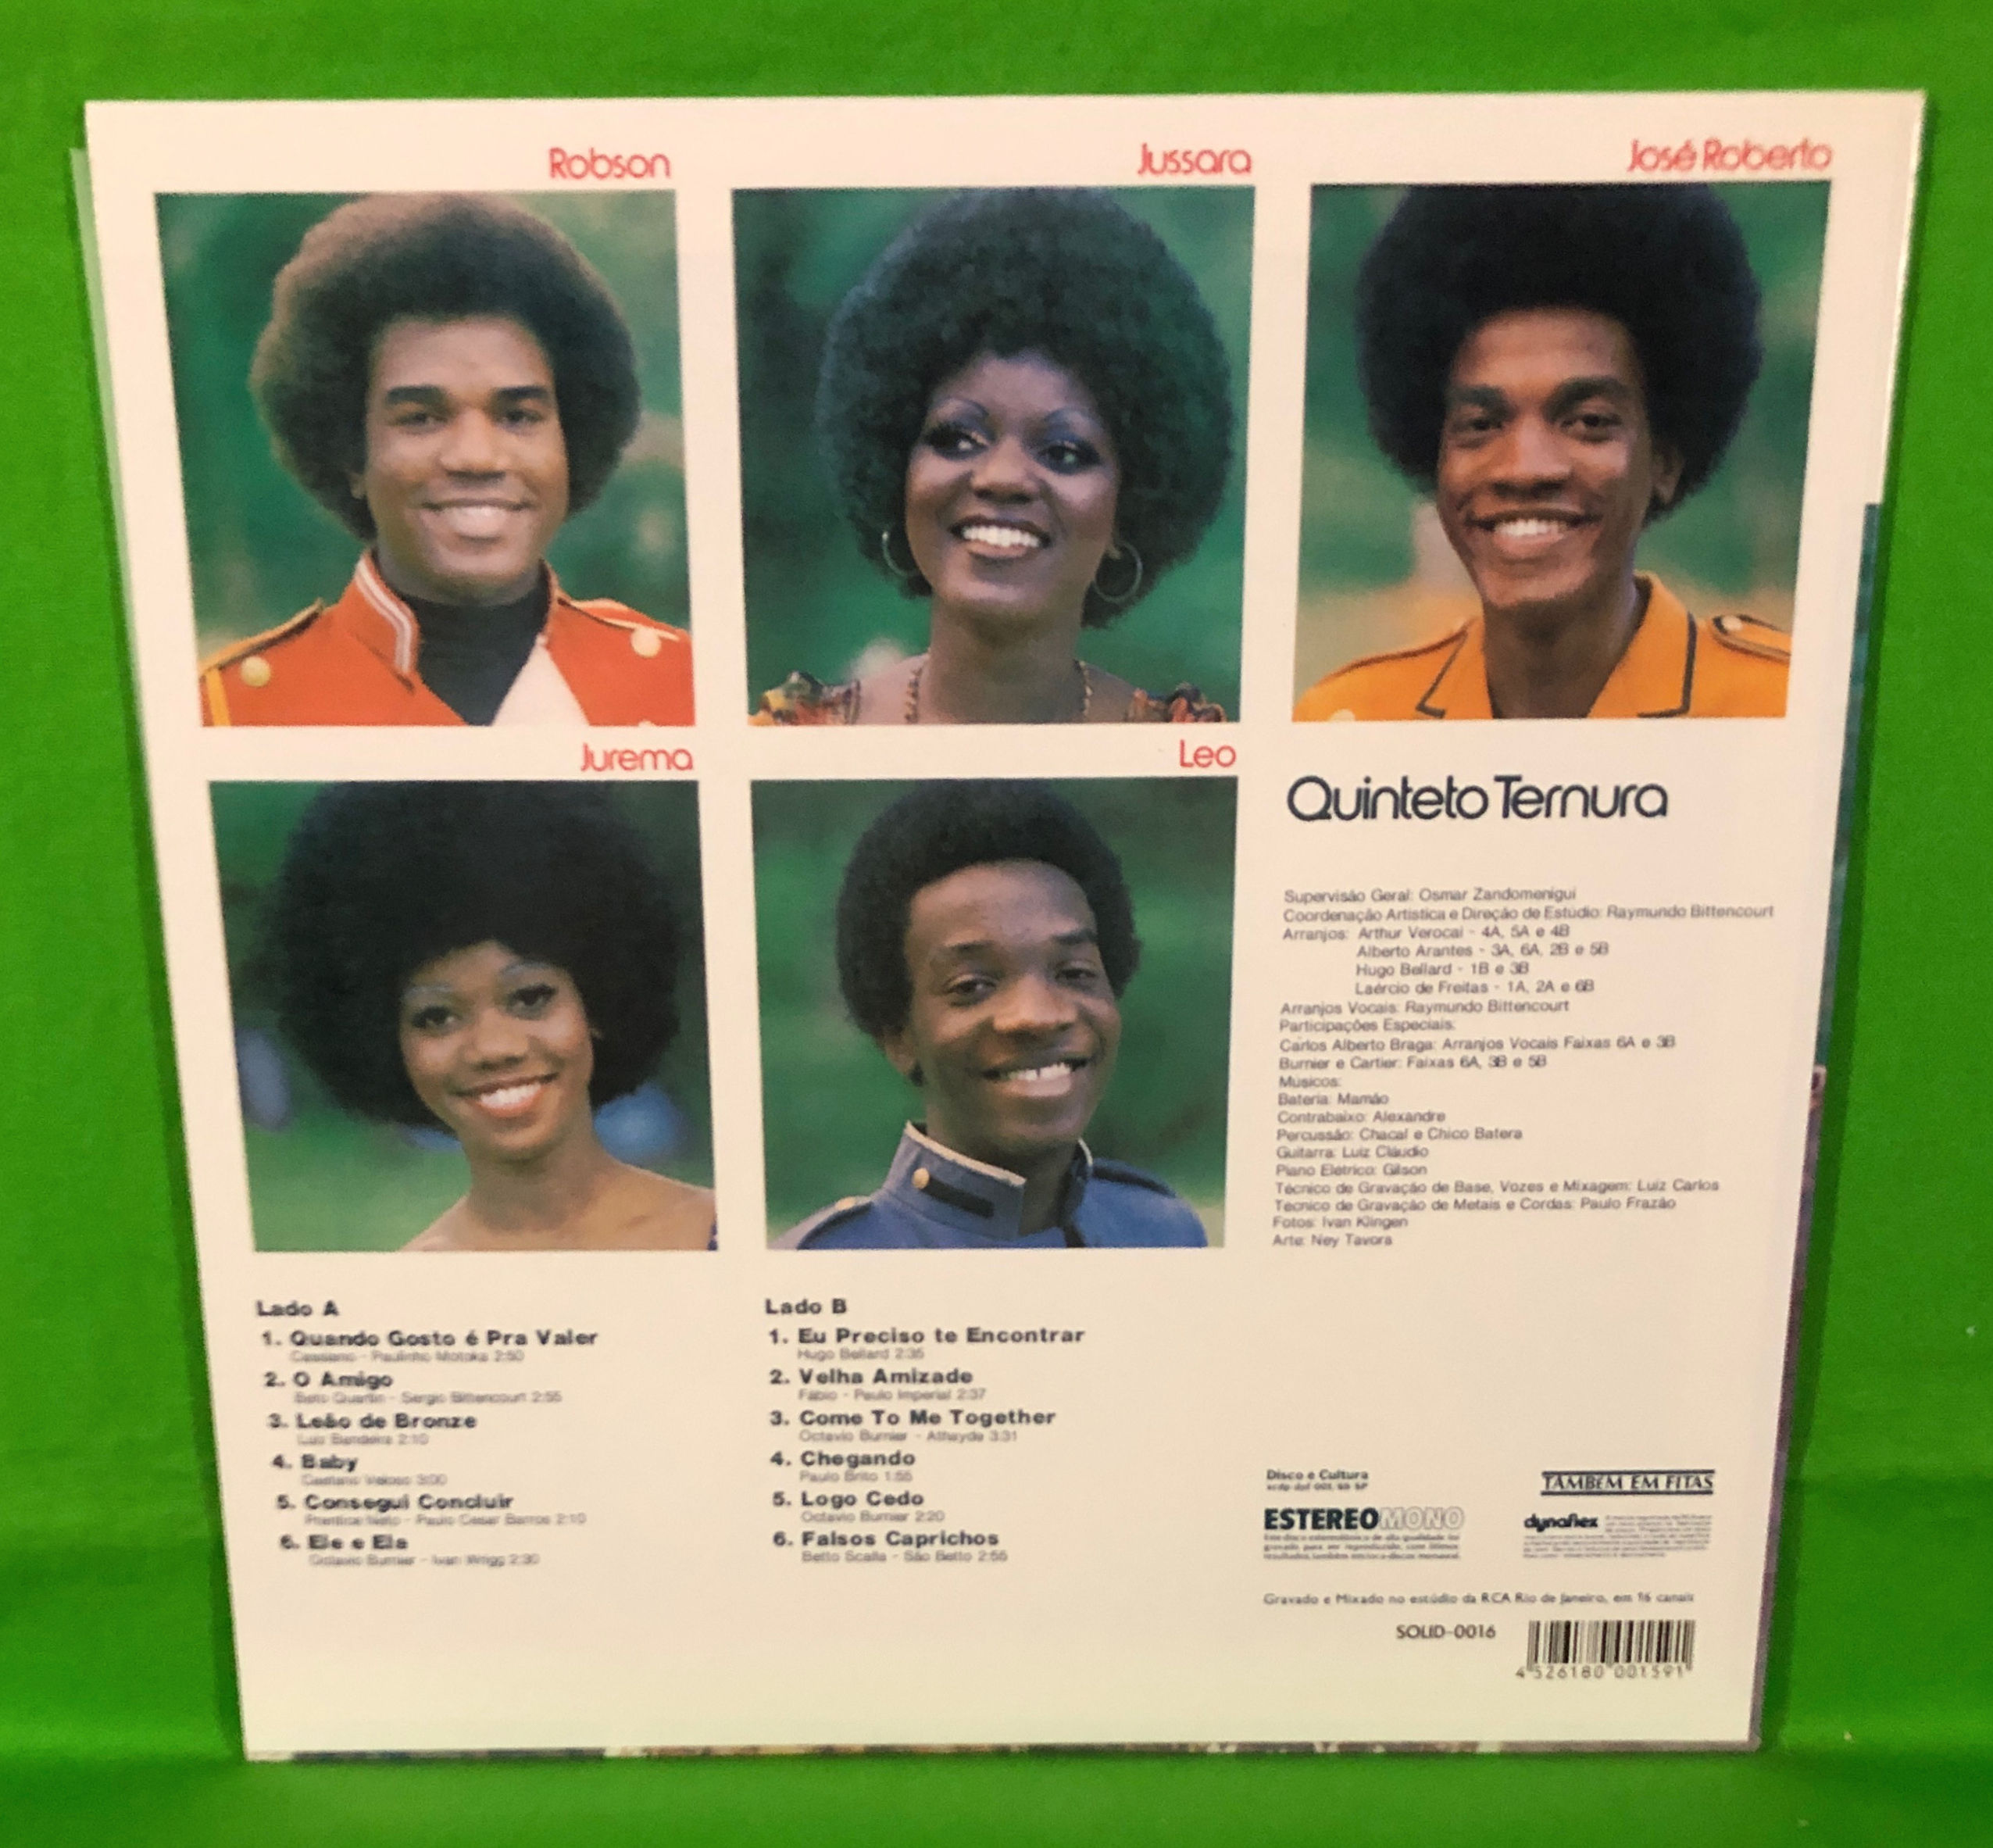 Robson
Jussara
José Roberto
Jurema
Leo
Quinteto Ternura
Supervisão Geral: Osmar Zandomenigui
Coordenação Artística e Direção de Estúdio: Raymundo Bittencourt
Arranjos: Arthur Verocai - 4A, 5A e 4B
Alberto Arantes - 3A, 6A, 2B e 5B
Hugo Bellard - 1B e 3B
Laércio de Freitas - 1A, 2A e 6B
Arranjos Vocais: Raymundo Bittencourt
Participações Especiais:
Carlos Alberto Braga: Arranjos Vocais Faixas 6A e 3B
Burnier e Cartier: Faixas 6A, 3B e 5B
Músicos:
Bateria: Mamão
Contrabaixo: Alexandre
Percussão: Chacal e Chico Batera
Guitarra: Luiz Cláudio
Piano Elétrico: Gilson
Técnico de Gravação de Base, Vozes e Mixagem: Luiz Carlos
Técnico de Gravação de Metais e Cordas: Paulo Frazão
Fotos: Ivan Klingen
Arte: Ney Tavora
Lado A
1. Quando Gosto é Pra Valer
Cassiano - Paulinho Motoka 2:50
2. O Amigo
Beto Quartin - Sergio Bittencourt 2:55
3. Leão de Bronze
Luiz Bandeira 2:10
4. Baby
Caetano Veloso 3:00
5. Consegui Concluir
Prentice Neto - Paulo Cesar Barros 2:10
6. Ele e Ela
Octavio Burnier - Ivan Wrigg 2:30
Lado B
1. Eu Preciso te Encontrar
Hugo Bellard 2:35
2. Velha Amizade
Fábio - Paulo Imperial 2:37
3. Come To Me Together
Octavio Burnier - Athayde 3:31
4. Chegando
Paulo Brito 1:55
5. Logo Cedo
Octavio Burnier 2:20
6. Falsos Caprichos
Betto Scalla - São Betto 2:55
Disco e Cultura
TAMBÉM EM FITAS
ESTEREOMONO
dynaflex
Gravado e Mixado no estúdio da RCA Rio de Janeiro, em 16 canais
SOLID-0016
4 526180 001591